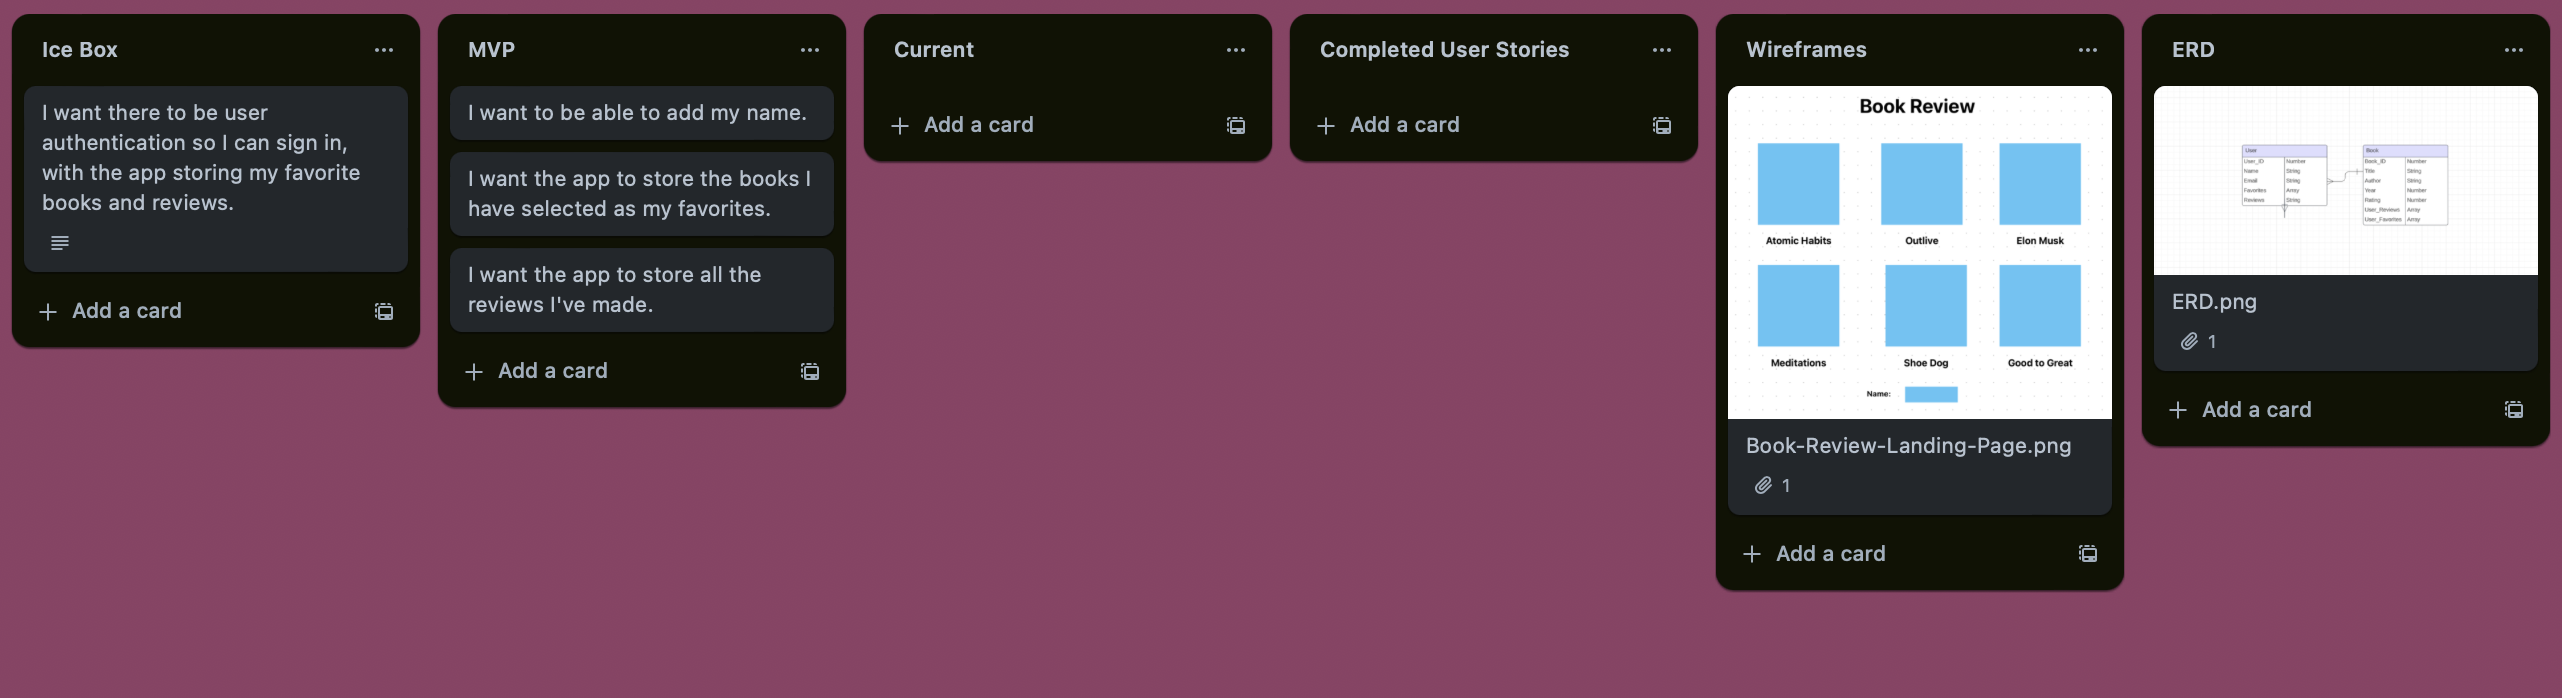 Ice Box
I want there to be user
authentication so I can sign in,
with the app storing my favorite
books and reviews.
Add a card
MVP
I want to be able to add my name.
I want the app to store the books I
have selected as my favorites.
I want the app to store all the
reviews I've made.
Add a card
Current
Add a card
Completed User Stories
Add a card
Wireframes
Book Review
Atomic Habits
Outlive
Elon Musk
Meditations
Shoe Dog
Good to Great
Name:
Book-Review-Landing-Page.png
1
Add a card
ERD
User
User_ID Number
Name String
Email String
Favorites Array
Reviews String
Book
Book_ID Number
Title String
Author String
Year Number
Rating Number
User_Reviews Array
User_Favorites Array
ERD.png
1
Add a card